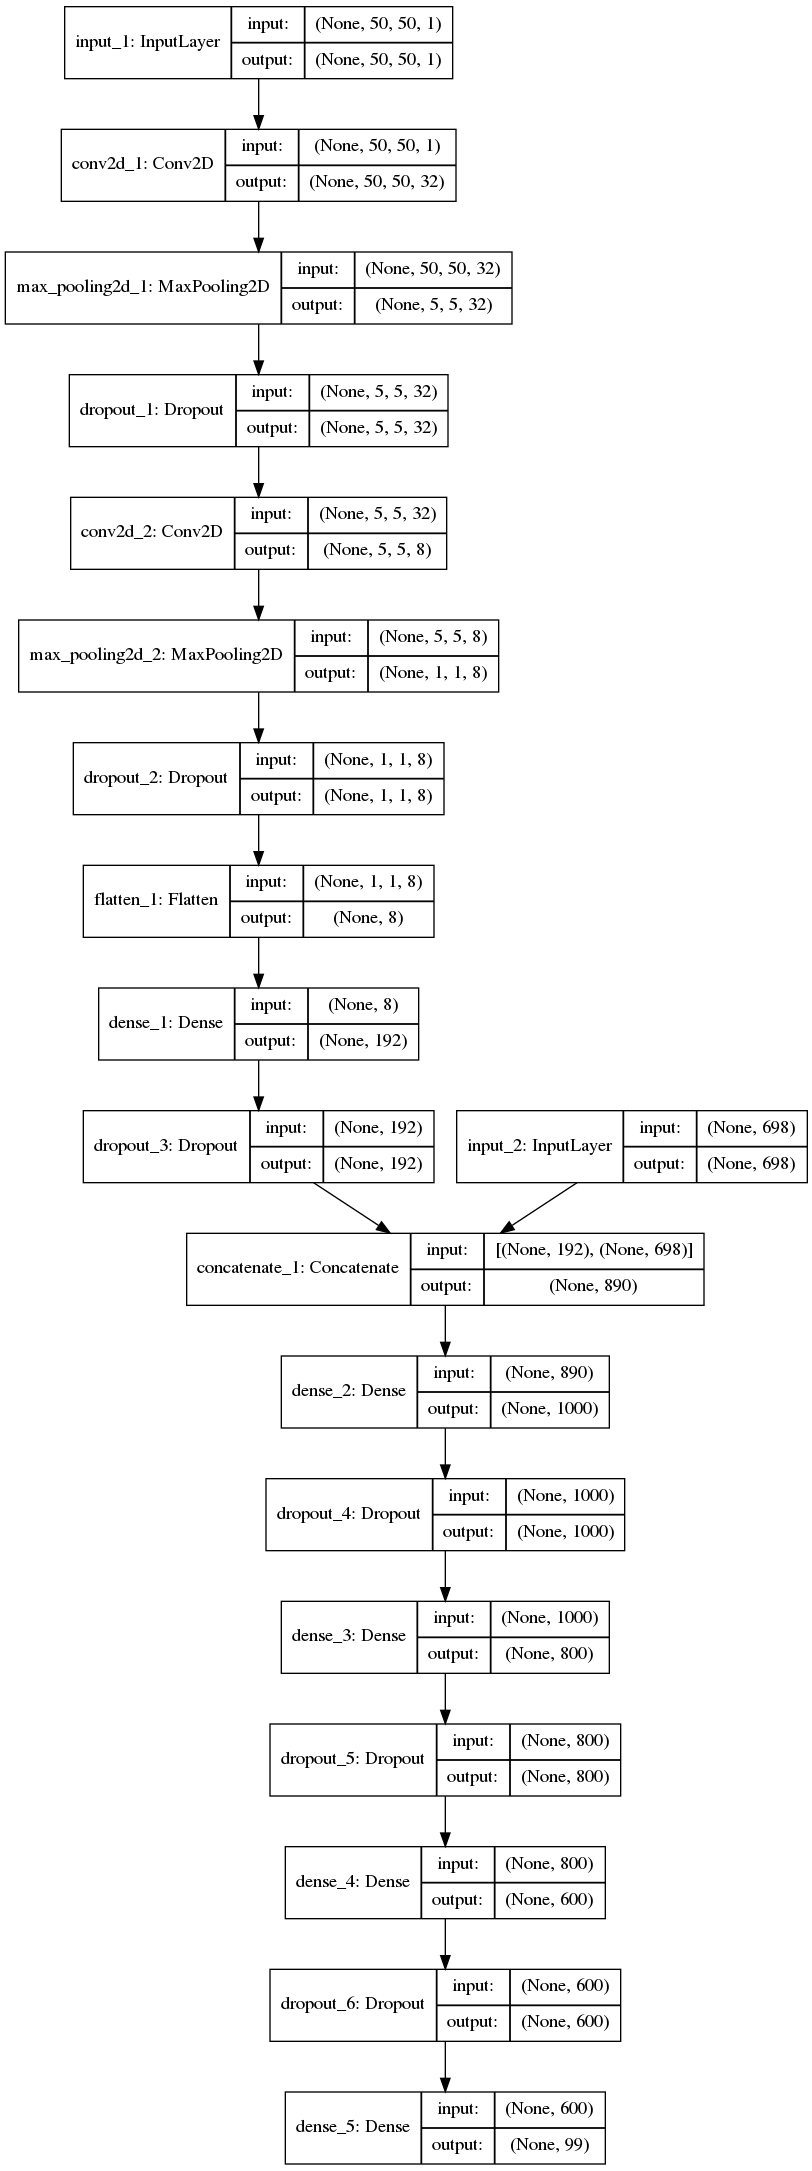 input_1: InputLayer
input:
(None, 50, 50, 1)
output:
(None, 50, 50, 1)
conv2d_1: Conv2D
input:
(None, 50, 50, 1)
output:
(None, 50, 50, 32)
max_pooling2d_1: MaxPooling2D
input:
(None, 50, 50, 32)
output:
(None, 5, 5, 32)
dropout_1: Dropout
input:
(None, 5, 5, 32)
output:
(None, 5, 5, 32)
conv2d_2: Conv2D
input:
(None, 5, 5, 32)
output:
(None, 5, 5, 8)
max_pooling2d_2: MaxPooling2D
input:
(None, 5, 5, 8)
output:
(None, 1, 1, 8)
dropout_2: Dropout
input:
(None, 1, 1, 8)
output:
(None, 1, 1, 8)
flatten_1: Flatten
input:
(None, 1, 1, 8)
output:
(None, 8)
dense_1: Dense
input:
(None, 8)
output:
(None, 192)
dropout_3: Dropout
input:
(None, 192)
output:
(None, 192)
input_2: InputLayer
input:
(None, 698)
output:
(None, 698)
concatenate_1: Concatenate
input:
[(None, 192), (None, 698)]
output:
(None, 890)
dense_2: Dense
input:
(None, 890)
output:
(None, 1000)
dropout_4: Dropout
input:
(None, 1000)
output:
(None, 1000)
dense_3: Dense
input:
(None, 1000)
output:
(None, 800)
dropout_5: Dropout
input:
(None, 800)
output:
(None, 800)
dense_4: Dense
input:
(None, 800)
output:
(None, 600)
dropout_6: Dropout
input:
(None, 600)
output:
(None, 600)
dense_5: Dense
input:
(None, 600)
output:
(None, 99)